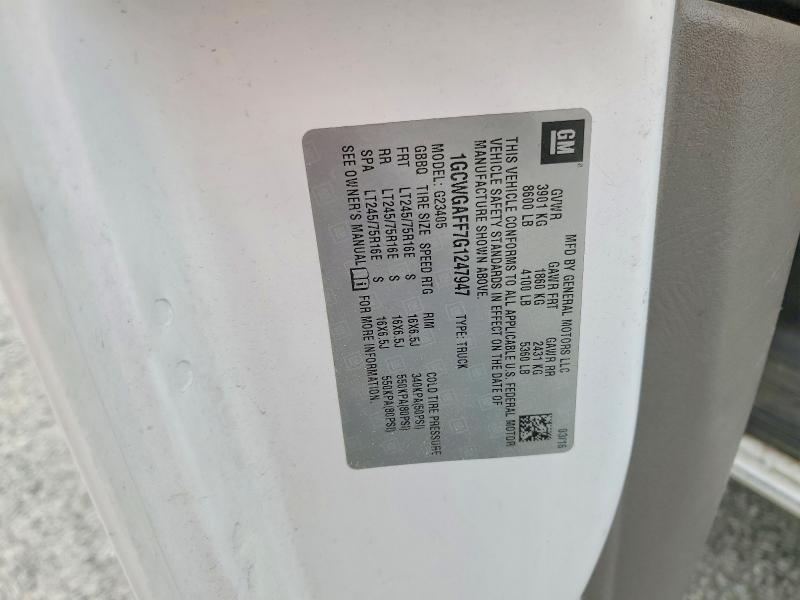 GM
MFD BY GENERAL MOTORS LLC 03/16
GVWR GAWR FRT GAWR RR
3901 KG 1860 KG 2431 KG
8600 LB 4100 LB 5360 LB
THIS VEHICLE CONFORMS TO ALL APPLICABLE U.S. FEDERAL MOTOR
VEHICLE SAFETY STANDARDS IN EFFECT ON THE DATE OF
MANUFACTURE SHOWN ABOVE.
1GCWGAFF7G1247947 TYPE: TRUCK
MODEL: G23405
GBBQ TIRE SIZE SPEED RTG RIM COLD TIRE PRESSURE
FRT LT245/75R16E S 16X6.5J 340KPA(50PSI)
RR LT245/75R16E S 16X6.5J 550KPA(80PSI)
SPA LT245/75R16E S 16X6.5J 550KPA(80PSI)
SEE OWNER'S MANUAL i FOR MORE INFORMATION.